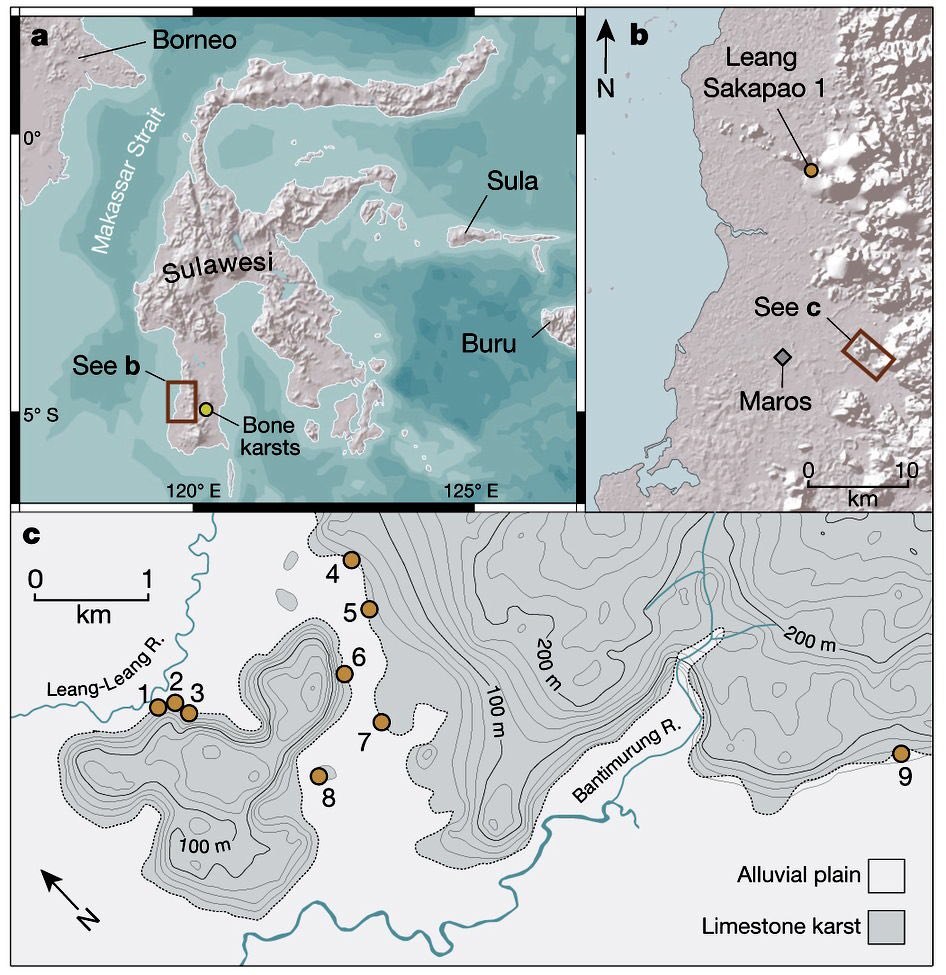 a
Borneo
Makassar Strait
0°
Sula
Sulawesi
Buru
See b
5° S
Bone
karsts
120° E
125° E
b
N
Leang
Sakapao 1
See c
Maros
0 10
km
c
0 1
km
Leang-Leang R.
1
2
3
4
5
6
7
8
9
100 m
200 m
100 m
200 m
Bantimurung R.
N
Alluvial plain
Limestone karst